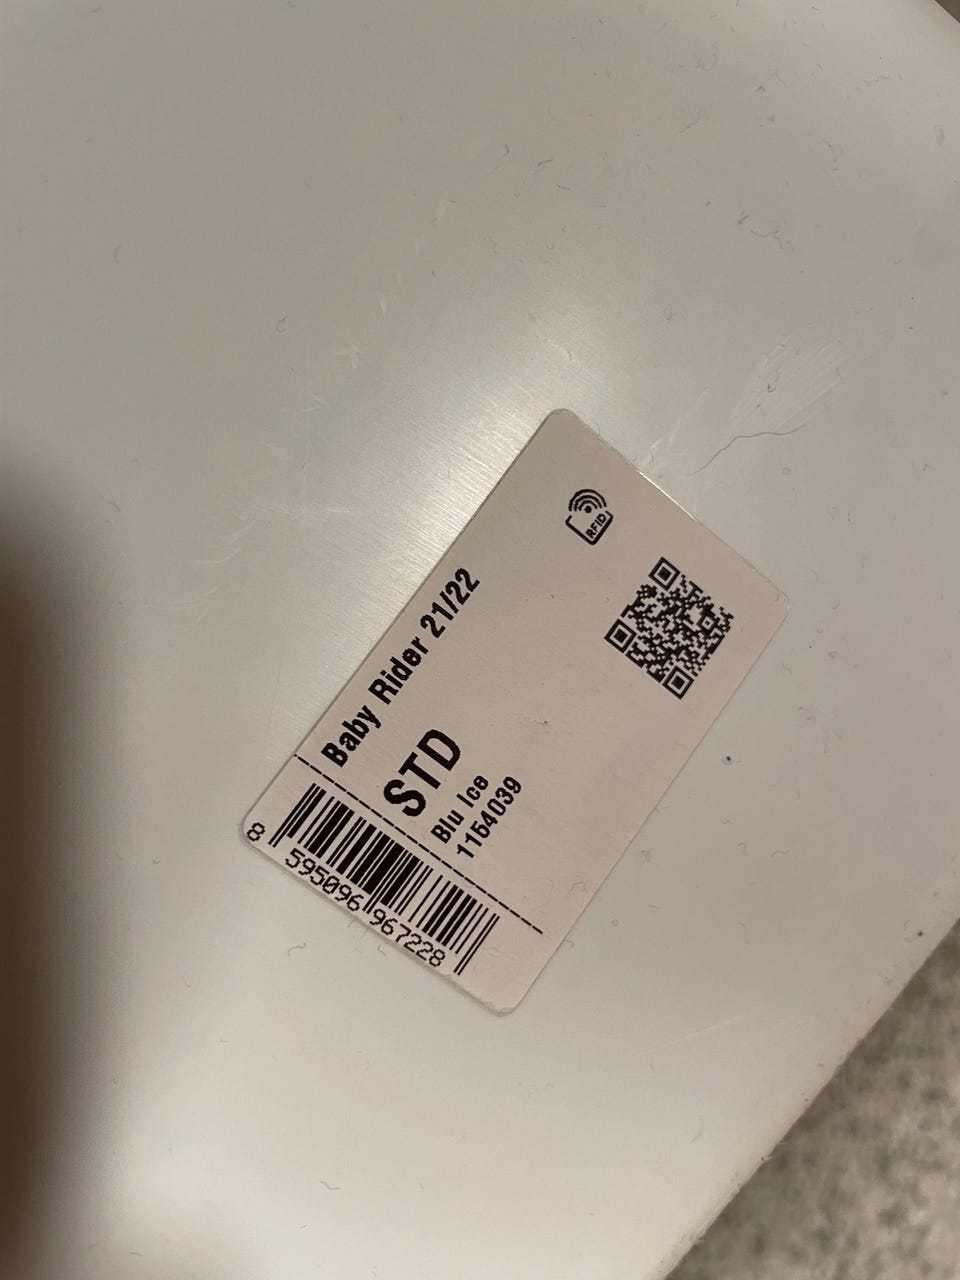 RFID
Baby Rider 21/22
STD
Blu Ice
1154039
8 595096 967228